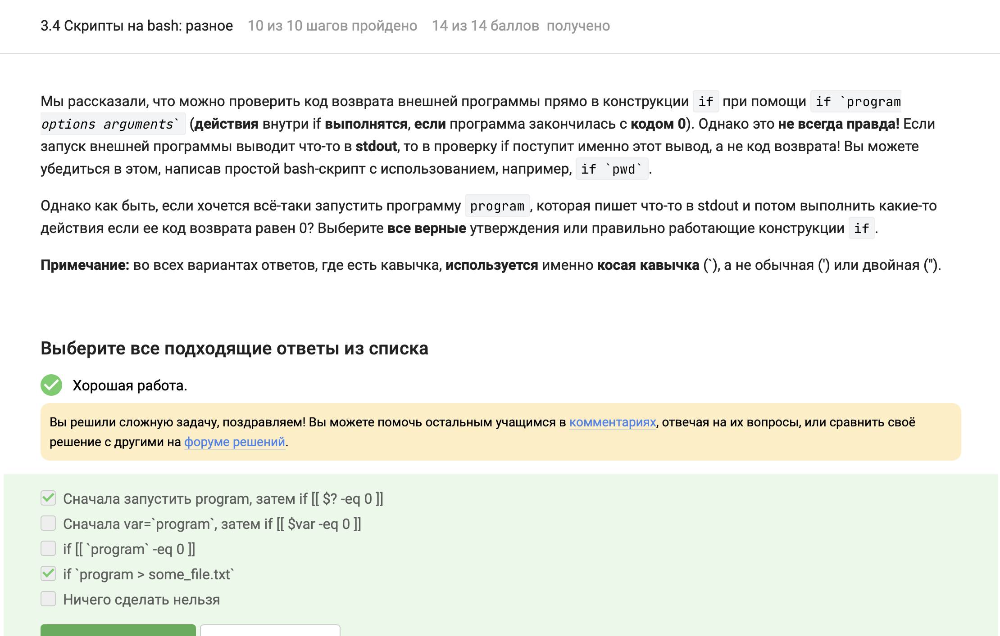 3.4 Скрипты на bash: разное 10 из 10 шагов пройдено 14 из 14 баллов получено
Мы рассказали, что можно проверить код возврата внешней программы прямо в конструкции if при помощи if `program
options arguments` (действия внутри if выполнятся, если программа закончилась с кодом 0). Однако это не всегда правда! Если
запуск внешней программы выводит что-то в stdout, то в проверку if поступит именно этот вывод, а не код возврата! Вы можете
убедиться в этом, написав простой bash-скрипт с использованием, например, if `pwd`.
Однако как быть, если хочется всё-таки запустить программу program, которая пишет что-то в stdout и потом выполнить какие-то
действия если ее код возврата равен 0? Выберите все верные утверждения или правильно работающие конструкции if.
Примечание: во всех вариантах ответов, где есть кавычка, используется именно косая кавычка (`), а не обычная (') или двойная (").
Выберите все подходящие ответы из списка
Хорошая работа.
Вы решили сложную задачу, поздравляем! Вы можете помочь остальным учащимся в комментариях, отвечая на их вопросы, или сравнить своё
решение с другими на форуме решений.
Сначала запустить program, затем if [[ $? -eq 0 ]]
Сначала var=`program`, затем if [[ $var -eq 0 ]]
if [[ `program` -eq 0 ]]
if `program > some_file.txt`
Ничего сделать нельзя